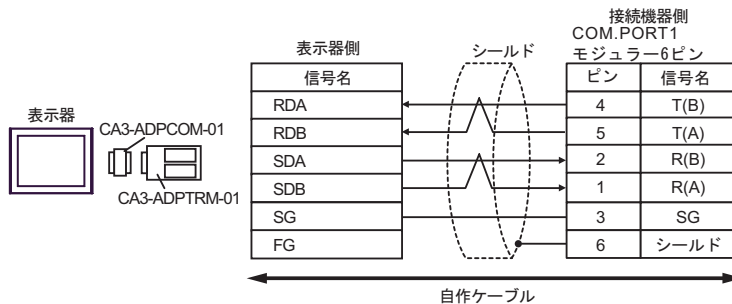 接続機器側
COM.PORT1
モジュラー6ピン
表示器側
シールド
信号名
ピン 信号名
RDA 4 T(B)
RDB 5 T(A)
SDA 2 R(B)
SDB 1 R(A)
SG 3 SG
FG 6 シールド
表示器
CA3-ADPCOM-01
CA3-ADPTRM-01
自作ケーブル